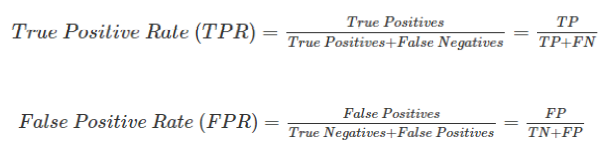 True Positive Rate (TPR) = True Positives / True Positives+False Negatives = TP / TP+FN
False Positive Rate (FPR) = False Positives / True Negatives+False Positives = FP / TN+FP